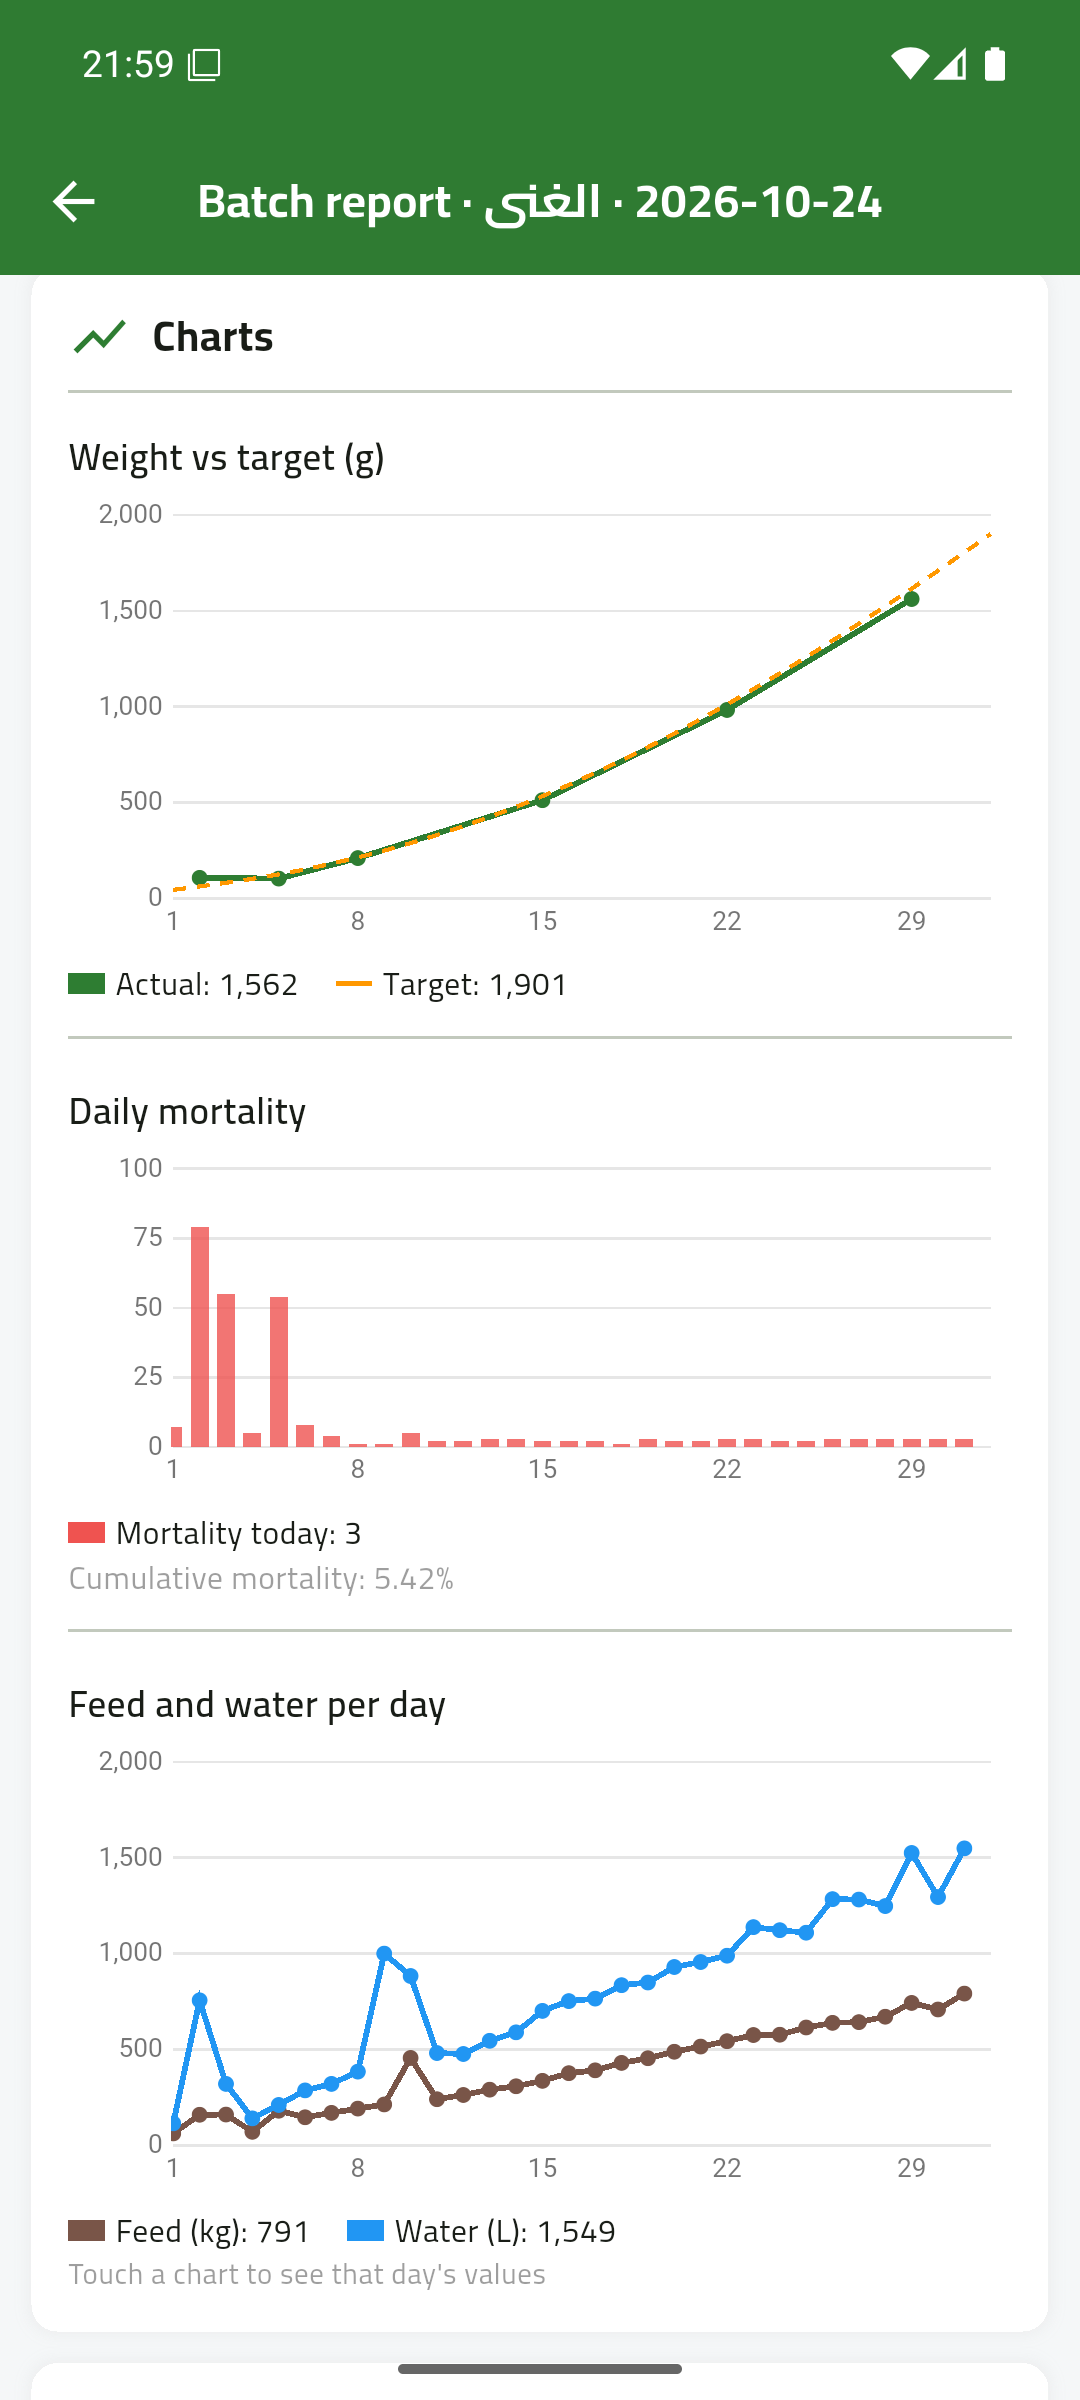 21:59
Batch report · الغنى · 2026-10-24
Charts
Weight vs target (g)
2,000
1,500
1,000
500
0
1 8 15 22 29
Actual: 1,562 Target: 1,901
Daily mortality
100
75
50
25
0
1 8 15 22 29
Mortality today: 3
Cumulative mortality: 5.42%
Feed and water per day
2,000
1,500
1,000
500
0
1 8 15 22 29
Feed (kg): 791 Water (L): 1,549
Touch a chart to see that day's values